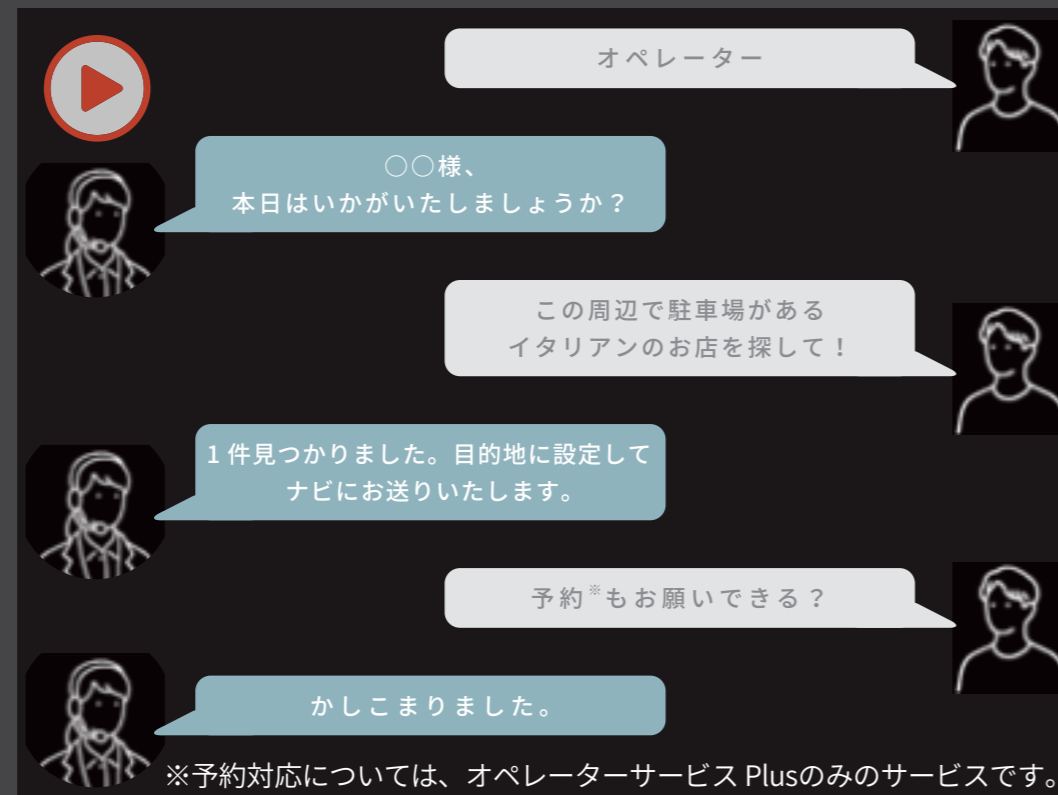 オペレーター
〇〇様、
本日はいかがいたしましょうか？
この周辺で駐車場がある
イタリアンのお店を探して！
1件見つかりました。目的地に設定して
ナビにお送りいたします。
予約※もお願いできる？
かしこまりました。
※予約対応については、オペレーターサービス Plusのみのサービスです。